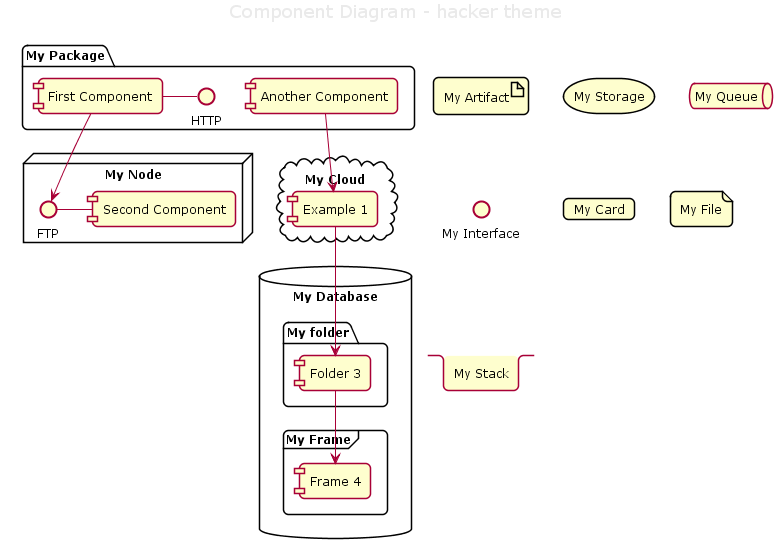 Component Diagram - hacker theme
My Package
First Component
HTTP
Another Component
My Artifact
My Storage
My Queue
My Node
FTP
Second Component
My Cloud
Example 1
My Interface
My Card
My File
My Database
My folder
Folder 3
My Stack
My Frame
Frame 4